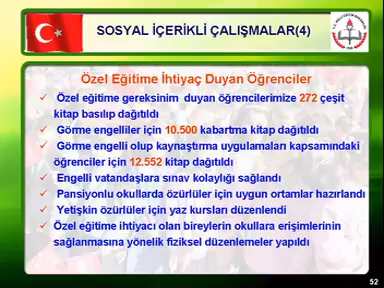 SOSYAL İÇERİKLİ ÇALIŞMALAR(4)
Özel Eğitime İhtiyaç Duyan Öğrenciler
✓ Özel eğitime gereksinim duyan öğrencilerimize 272 çeşit
kitap basılıp dağıtıldı
✓ Görme engelliler için 10.500 kabartma kitap dağıtıldı
✓ Görme engelli olup kaynaştırma uygulamaları kapsamındaki
öğrenciler için 12.552 kitap dağıtıldı
✓ Engelli vatandaşlara sınav kolaylığı sağlandı
✓ Pansiyonlu okullarda özürlüler için uygun ortamlar hazırlandı
✓ Yetişkin özürlüler için yaz kursları düzenlendi
✓ Özel eğitime ihtiyacı olan bireylerin okullara erişimlerinin
sağlanmasına yönelik fiziksel düzenlemeler yapıldı
52